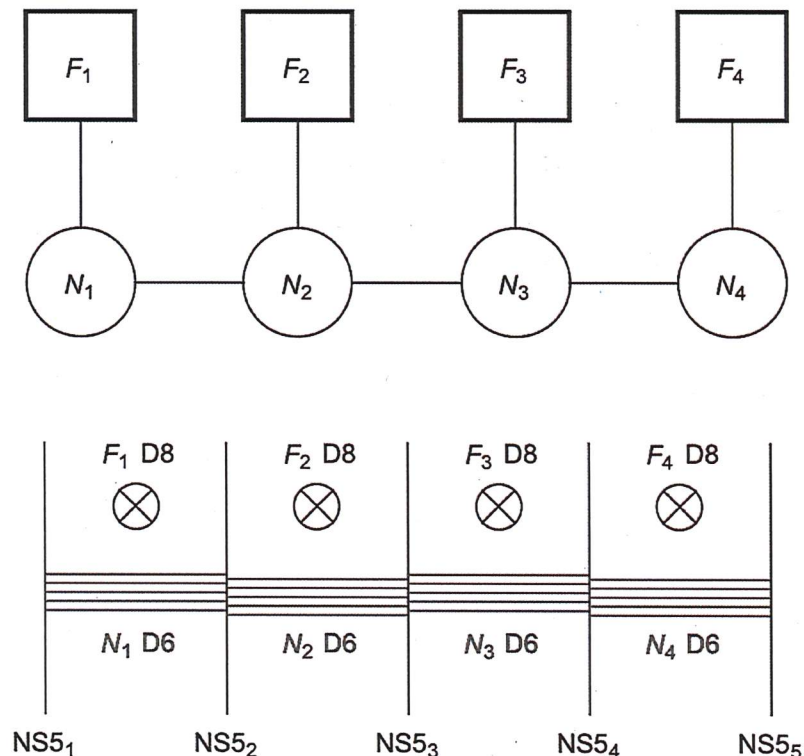 F₁ F₂ F₃ F₄
N₁ N₂ N₃ N₄
F₁ D8 F₂ D8 F₃ D8 F₄ D8
N₁ D6 N₂ D6 N₃ D6 N₄ D6
NS5₁ NS5₂ NS5₃ NS5₄ NS5₅